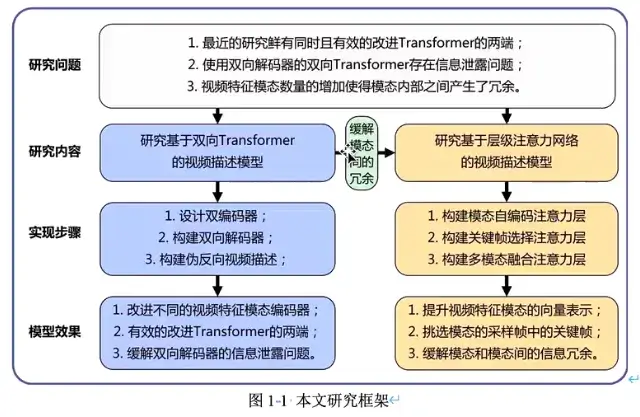 研究问题
1. 最近的研究鲜有同时且有效的改进Transformer的两端；
2. 使用双向解码器的双向Transformer存在信息泄露问题；
3. 视频特征模态数量的增加使得模态内部之间产生了冗余。
研究内容
研究基于双向Transformer
的视频描述模型
缓解
模态
间的
冗余
研究基于层级注意力网络
的视频描述模型
实现步骤
1. 设计双编码器；
2. 构建双向解码器；
3. 构建伪反向视频描述；
1. 构建模态自编码注意力层
2. 构建关键帧选择注意力层
3. 构建多模态融合注意力层
模型效果
1. 改进不同的视频特征模态编码器；
2. 有效的改进Transformer的两端；
3. 缓解双向解码器的信息泄露问题。
1. 提升视频特征模态的向量表示；
2. 挑选模态的采样帧中的关键帧；
3. 缓解模态和模态间的信息冗余。
图 1-1 本文研究框架